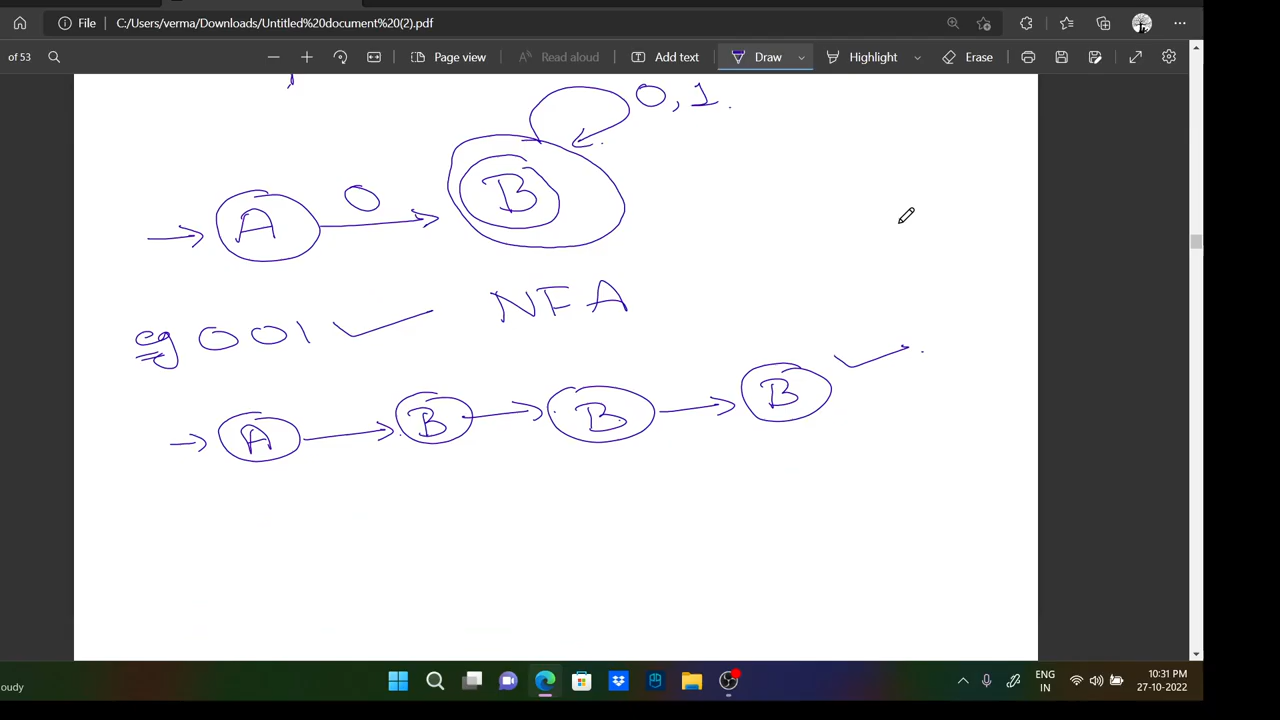 File C:/Users/verma/Downloads/Untitled%20document%20(2).pdf
of 53 Page view Read aloud Add text Draw Highlight Erase
0, 1.
A 0 B
eg 001 NFA
A B B B
oudy ENG IN 10:31 PM 27-10-2022